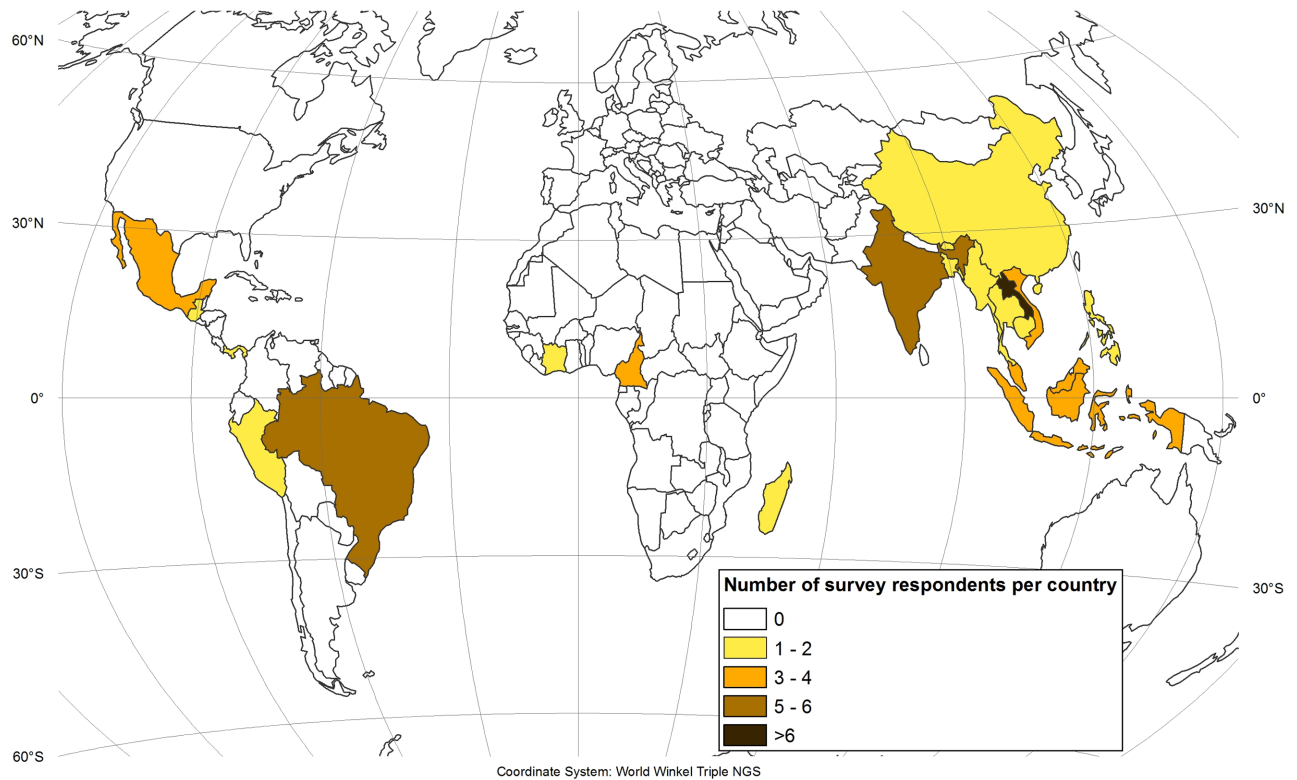 60°N
30°N
30°N
0°
0°
30°S
30°S
60°S
Number of survey respondents per country
0
1 - 2
3 - 4
5 - 6
>6
Coordinate System: World Winkel Triple NGS